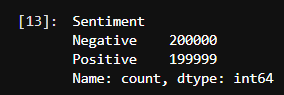 [13]: Sentiment
Negative    200000
Positive    199999
Name: count, dtype: int64